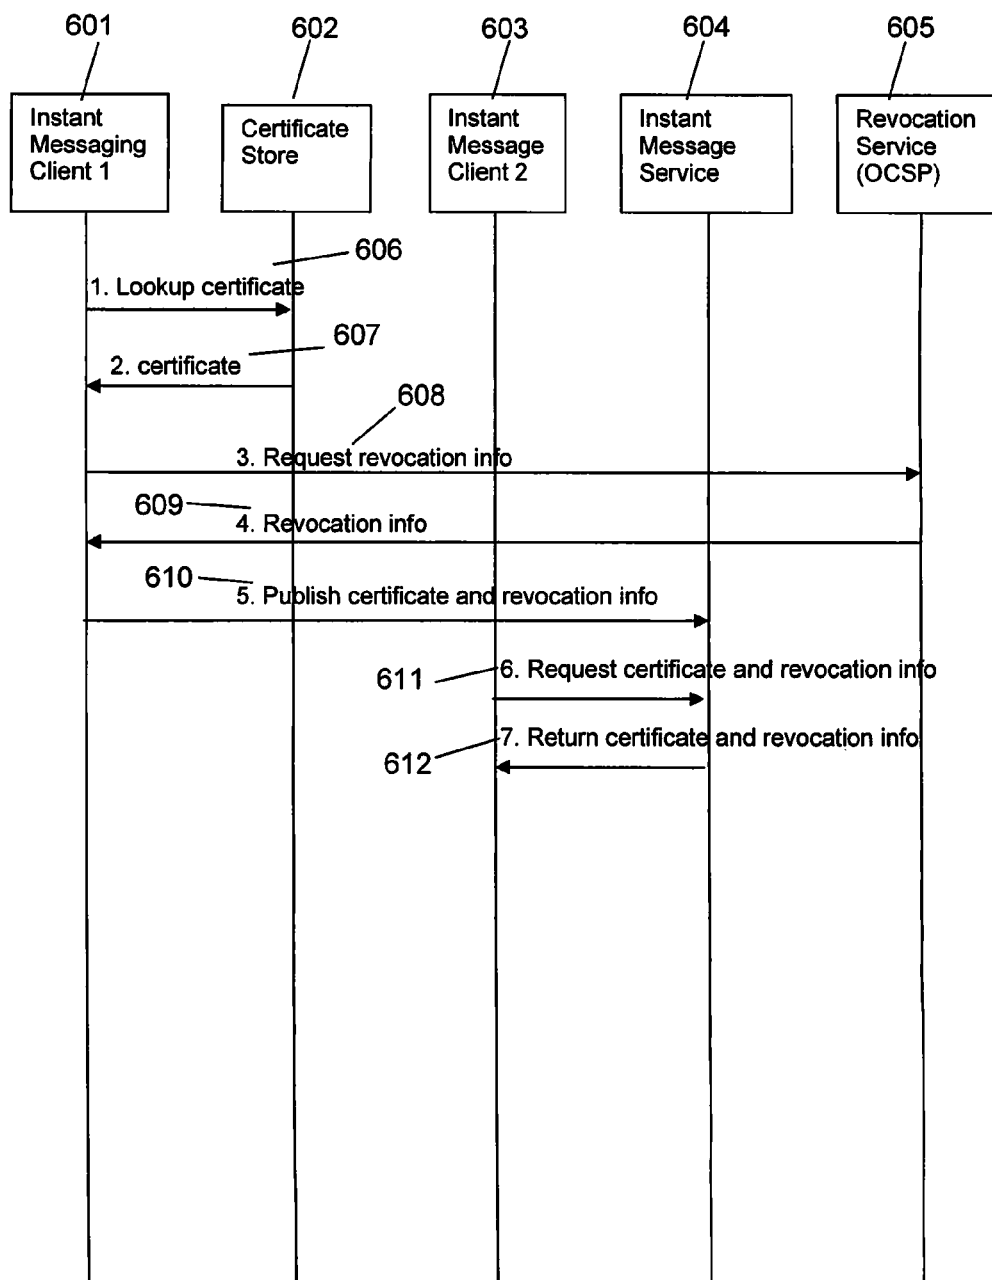 601
602
603
604
605
Instant
Messaging
Client 1
Certificate
Store
Instant
Message
Client 2
Instant
Message
Service
Revocation
Service
(OCSP)
606
1. Lookup certificate
607
2. certificate
608
3. Request revocation info
609
4. Revocation info
610
5. Publish certificate and revocation info
611
6. Request certificate and revocation info
612
7. Return certificate and revocation info